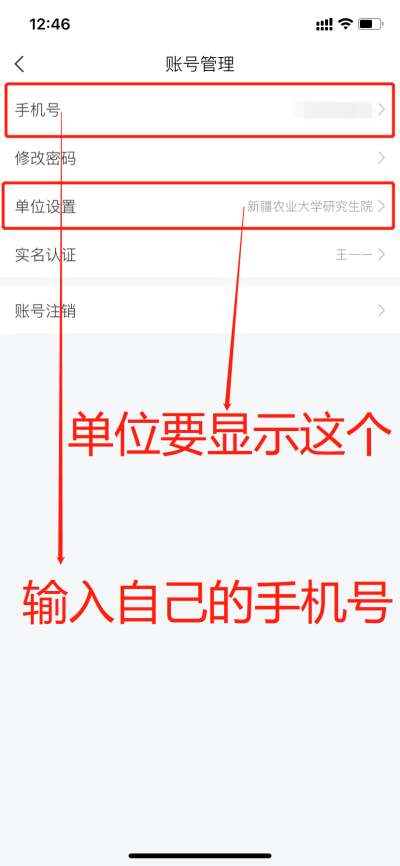 12:46
账号管理
手机号
修改密码
单位设置 新疆农业大学研究生院
实名认证 王一一
账号注销
单位要显示这个
输入自己的手机号